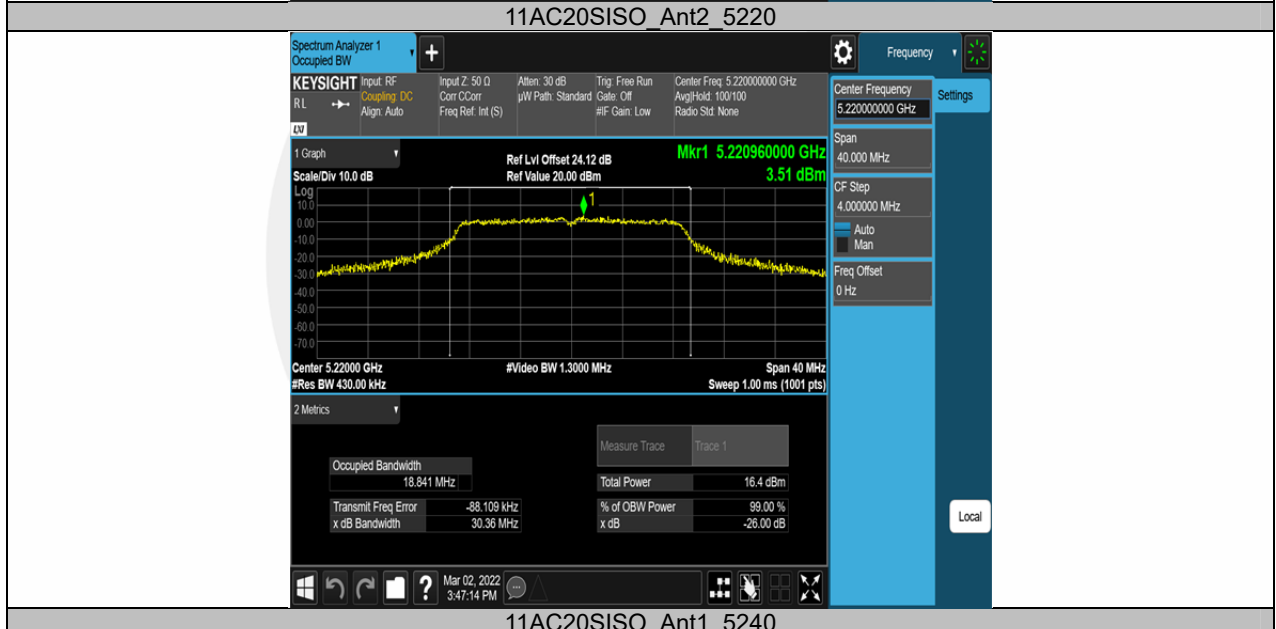 11AC20SISO_Ant2_5220
Spectrum Analyzer 1
Occupied BW
+
Frequency
KEYSIGHT
RL
LXI
Input: RF
Coupling: DC
Align: Auto
Input Z: 50 Ω
Corr CCorr
Freq Ref: Int (S)
Atten: 30 dB
µW Path: Standard
Trig: Free Run
Gate: Off
#IF Gain: Low
Center Freq: 5.220000000 GHz
Avg|Hold: 100/100
Radio Std: None
Center Frequency
5.220000000 GHz
Settings
Span
40.000 MHz
CF Step
4.000000 MHz
Auto
Man
Freq Offset
0 Hz
1 Graph
Scale/Div 10.0 dB
Ref Lvl Offset 24.12 dB
Ref Value 20.00 dBm
Mkr1 5.220960000 GHz
3.51 dBm
Log
10.0
0.00
-10.0
-20.0
-30.0
-40.0
-50.0
-60.0
-70.0
1
Center 5.22000 GHz
#Video BW 1.3000 MHz
Span 40 MHz
#Res BW 430.00 kHz
Sweep 1.00 ms (1001 pts)
2 Metrics
Measure Trace Trace 1
Occupied Bandwidth
18.841 MHz
Total Power 16.4 dBm
Transmit Freq Error -88.109 kHz
% of OBW Power 99.00 %
x dB Bandwidth 30.36 MHz
x dB -26.00 dB
Local
?
Mar 02, 2022
3:47:14 PM
11AC20SISO_Ant1_5240